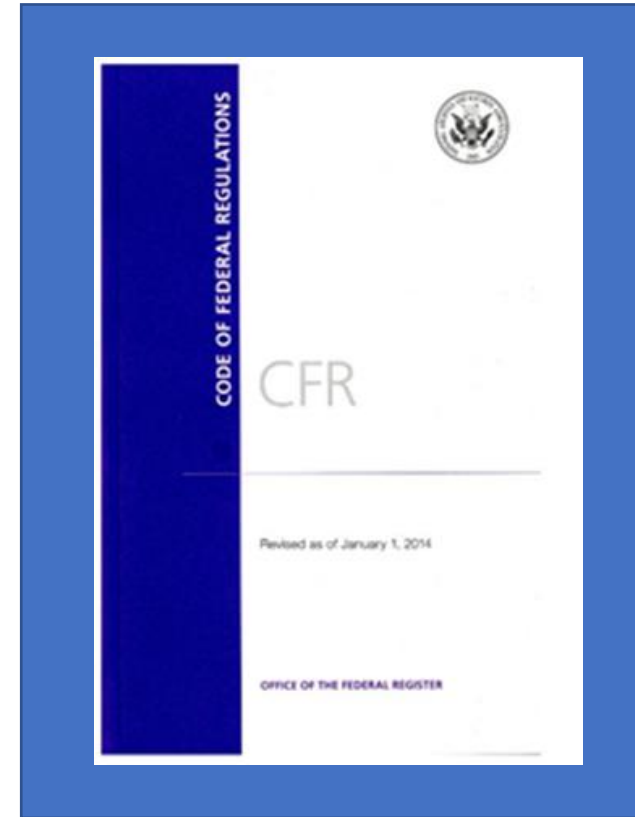 CODE OF FEDERAL REGULATIONS
CFR
Revised as of January 1, 2014
OFFICE OF THE FEDERAL REGISTER